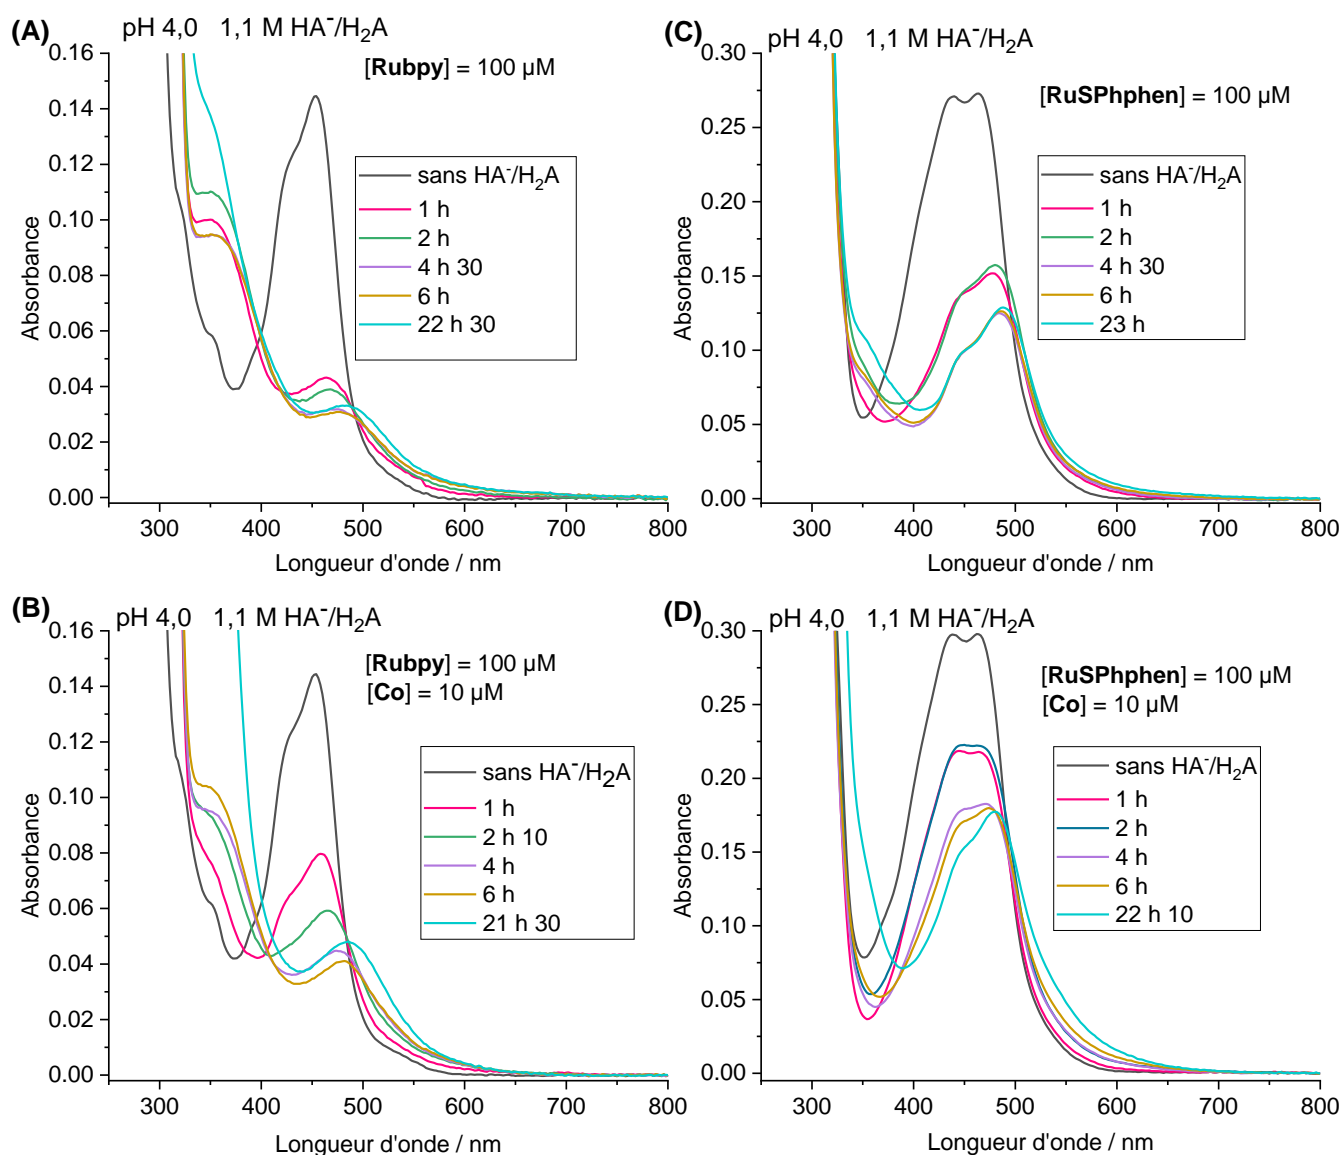 (A)
pH 4,0 1,1 M HA⁻/H₂A
[Rubpy] = 100 µM
sans HA⁻/H₂A
1 h
2 h
4 h 30
6 h
22 h 30
Absorbance
0.16
0.14
0.12
0.10
0.08
0.06
0.04
0.02
0.00
300 400 500 600 700 800
Longueur d'onde / nm
(C)
pH 4,0 1,1 M HA⁻/H₂A
[RuSPhphen] = 100 µM
sans HA⁻/H₂A
1 h
2 h
4 h 30
6 h
23 h
Absorbance
0.30
0.25
0.20
0.15
0.10
0.05
0.00
300 400 500 600 700 800
Longueur d'onde / nm
(B)
pH 4,0 1,1 M HA⁻/H₂A
[Rubpy] = 100 µM
[Co] = 10 µM
sans HA⁻/H₂A
1 h
2 h 10
4 h
6 h
21 h 30
Absorbance
0.16
0.14
0.12
0.10
0.08
0.06
0.04
0.02
0.00
300 400 500 600 700 800
Longueur d'onde / nm
(D)
pH 4,0 1,1 M HA⁻/H₂A
[RuSPhphen] = 100 µM
[Co] = 10 µM
sans HA⁻/H₂A
1 h
2 h
4 h
6 h
22 h 10
Absorbance
0.30
0.25
0.20
0.15
0.10
0.05
0.00
300 400 500 600 700 800
Longueur d'onde / nm